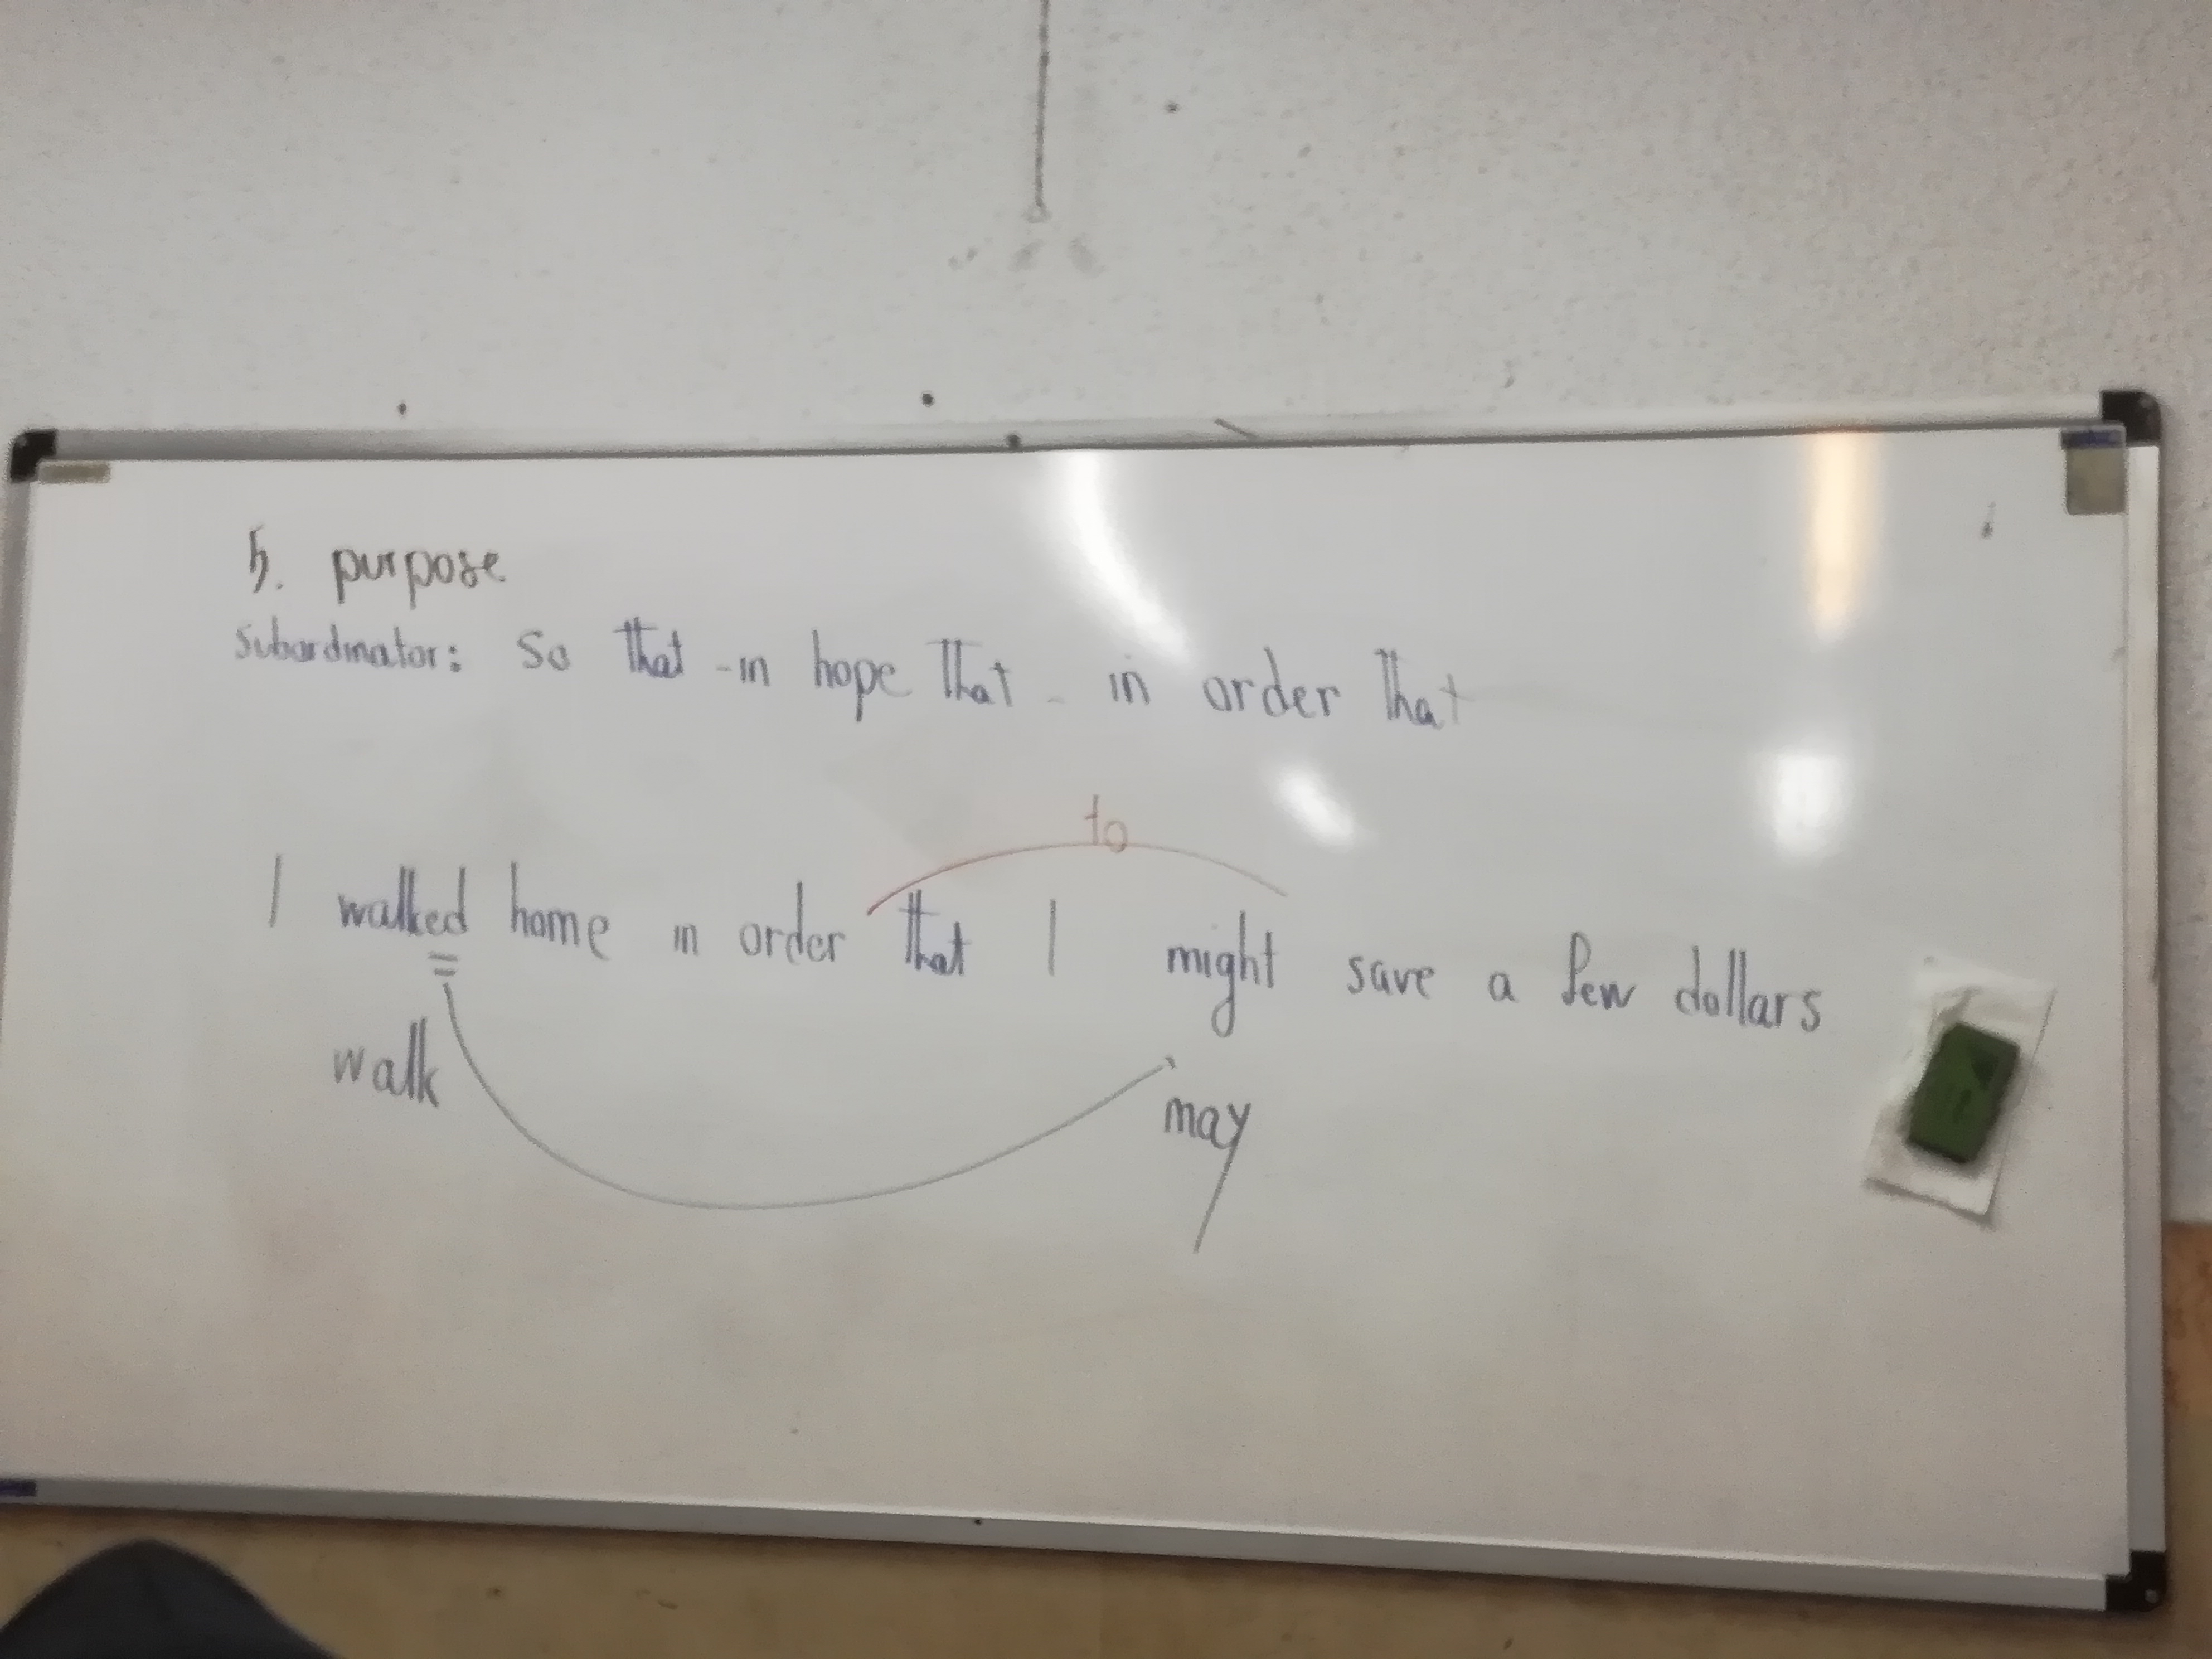 5. purpose
subordinator: so that - in hope that - in order that
to
I walked home in order that I might save a few dollars
walk
may